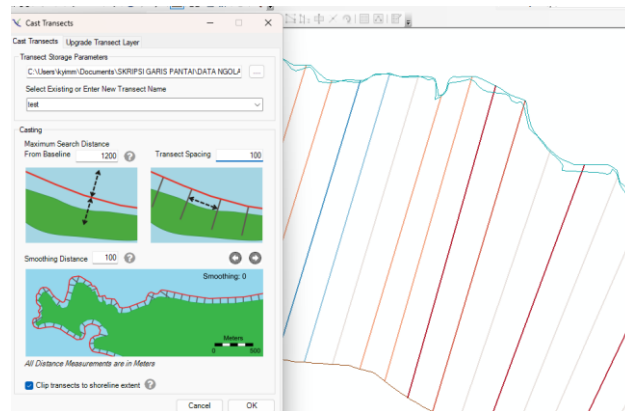 Cast Transects
Cast Transects Upgrade Transect Layer
Transect Storage Parameters
C:\Users\kyinm\Documents\SKRIPSI GARIS PANTAI\DATA NGOLA
...
Select Existing or Enter New Transect Name
test
Casting
Maximum Search Distance
From Baseline 1200 ? Transect Spacing 100
Smoothing Distance 100 ?
Smoothing: 0
Meters
0 500
All Distance Measurements are in Meters
Clip transects to shoreline extent ?
Cancel OK